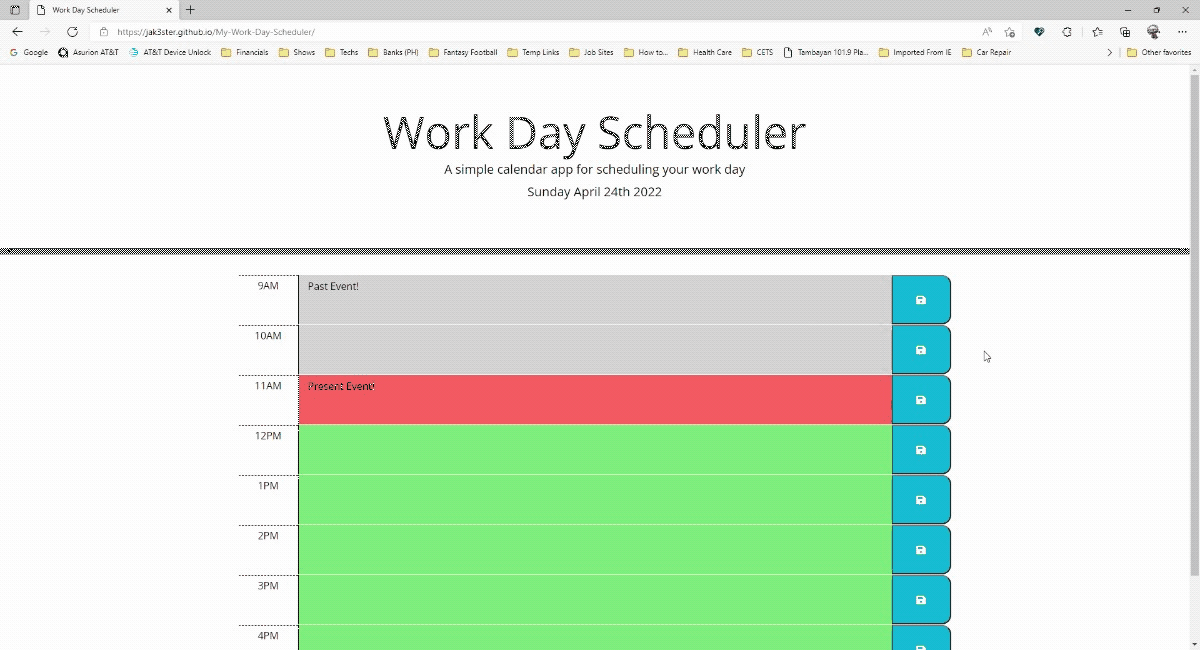 Work Day Scheduler
https://jak3ster.github.io/My-Work-Day-Scheduler/
Google Asurion AT&T AT&T Device Unlock Financials Shows Techs Banks (PH) Fantasy Football Temp Links Job Sites How to... Health Care CETS Tambayan 101.9 Pla... Imported From IE Car Repair Other favorites
Work Day Scheduler
A simple calendar app for scheduling your work day
Sunday April 24th 2022
9AM Past Event!
10AM
11AM Present Event!
12PM
1PM
2PM
3PM
4PM